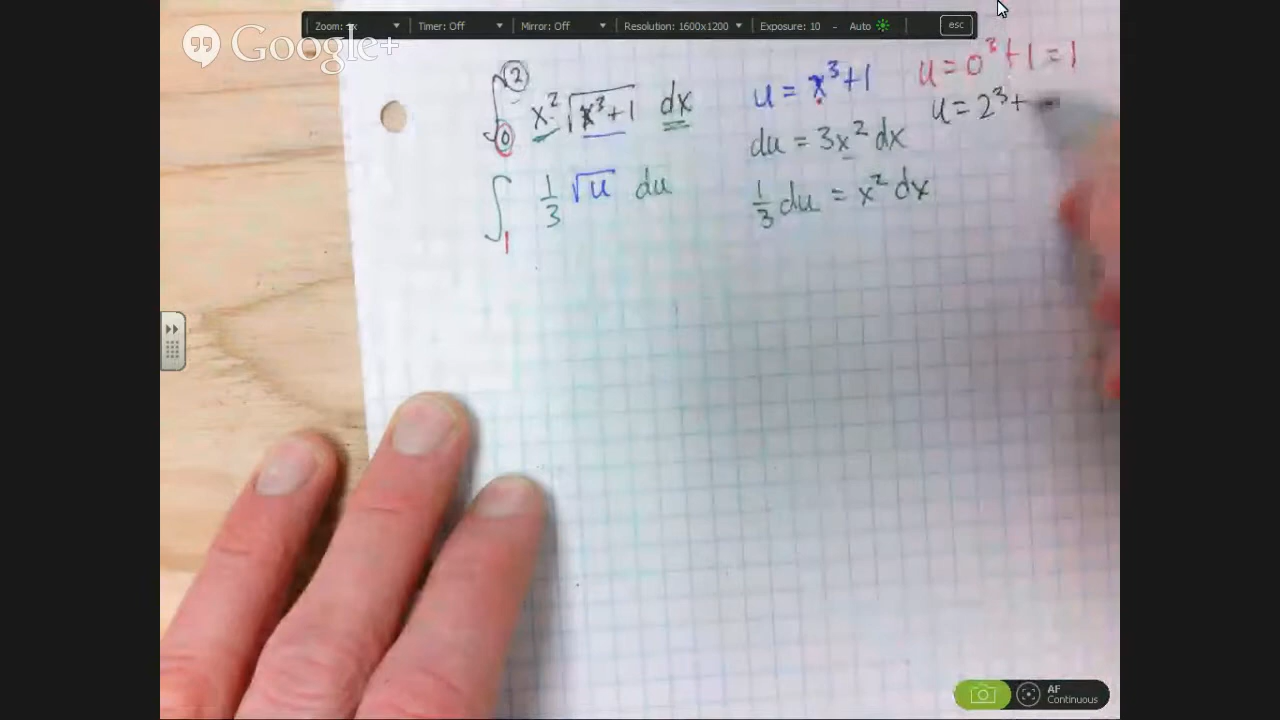 Zoom: 1x Timer: Off Mirror: Off Resolution: 1600x1200 Exposure: 10 - Auto esc
Google+
∫₀² x²√(x³+1) dx
u = x³+1
u = 0³+1=1
u = 2³+
du = 3x² dx
∫₁ 1/3 √u du
1/3 du = x² dx
AF
Continuous